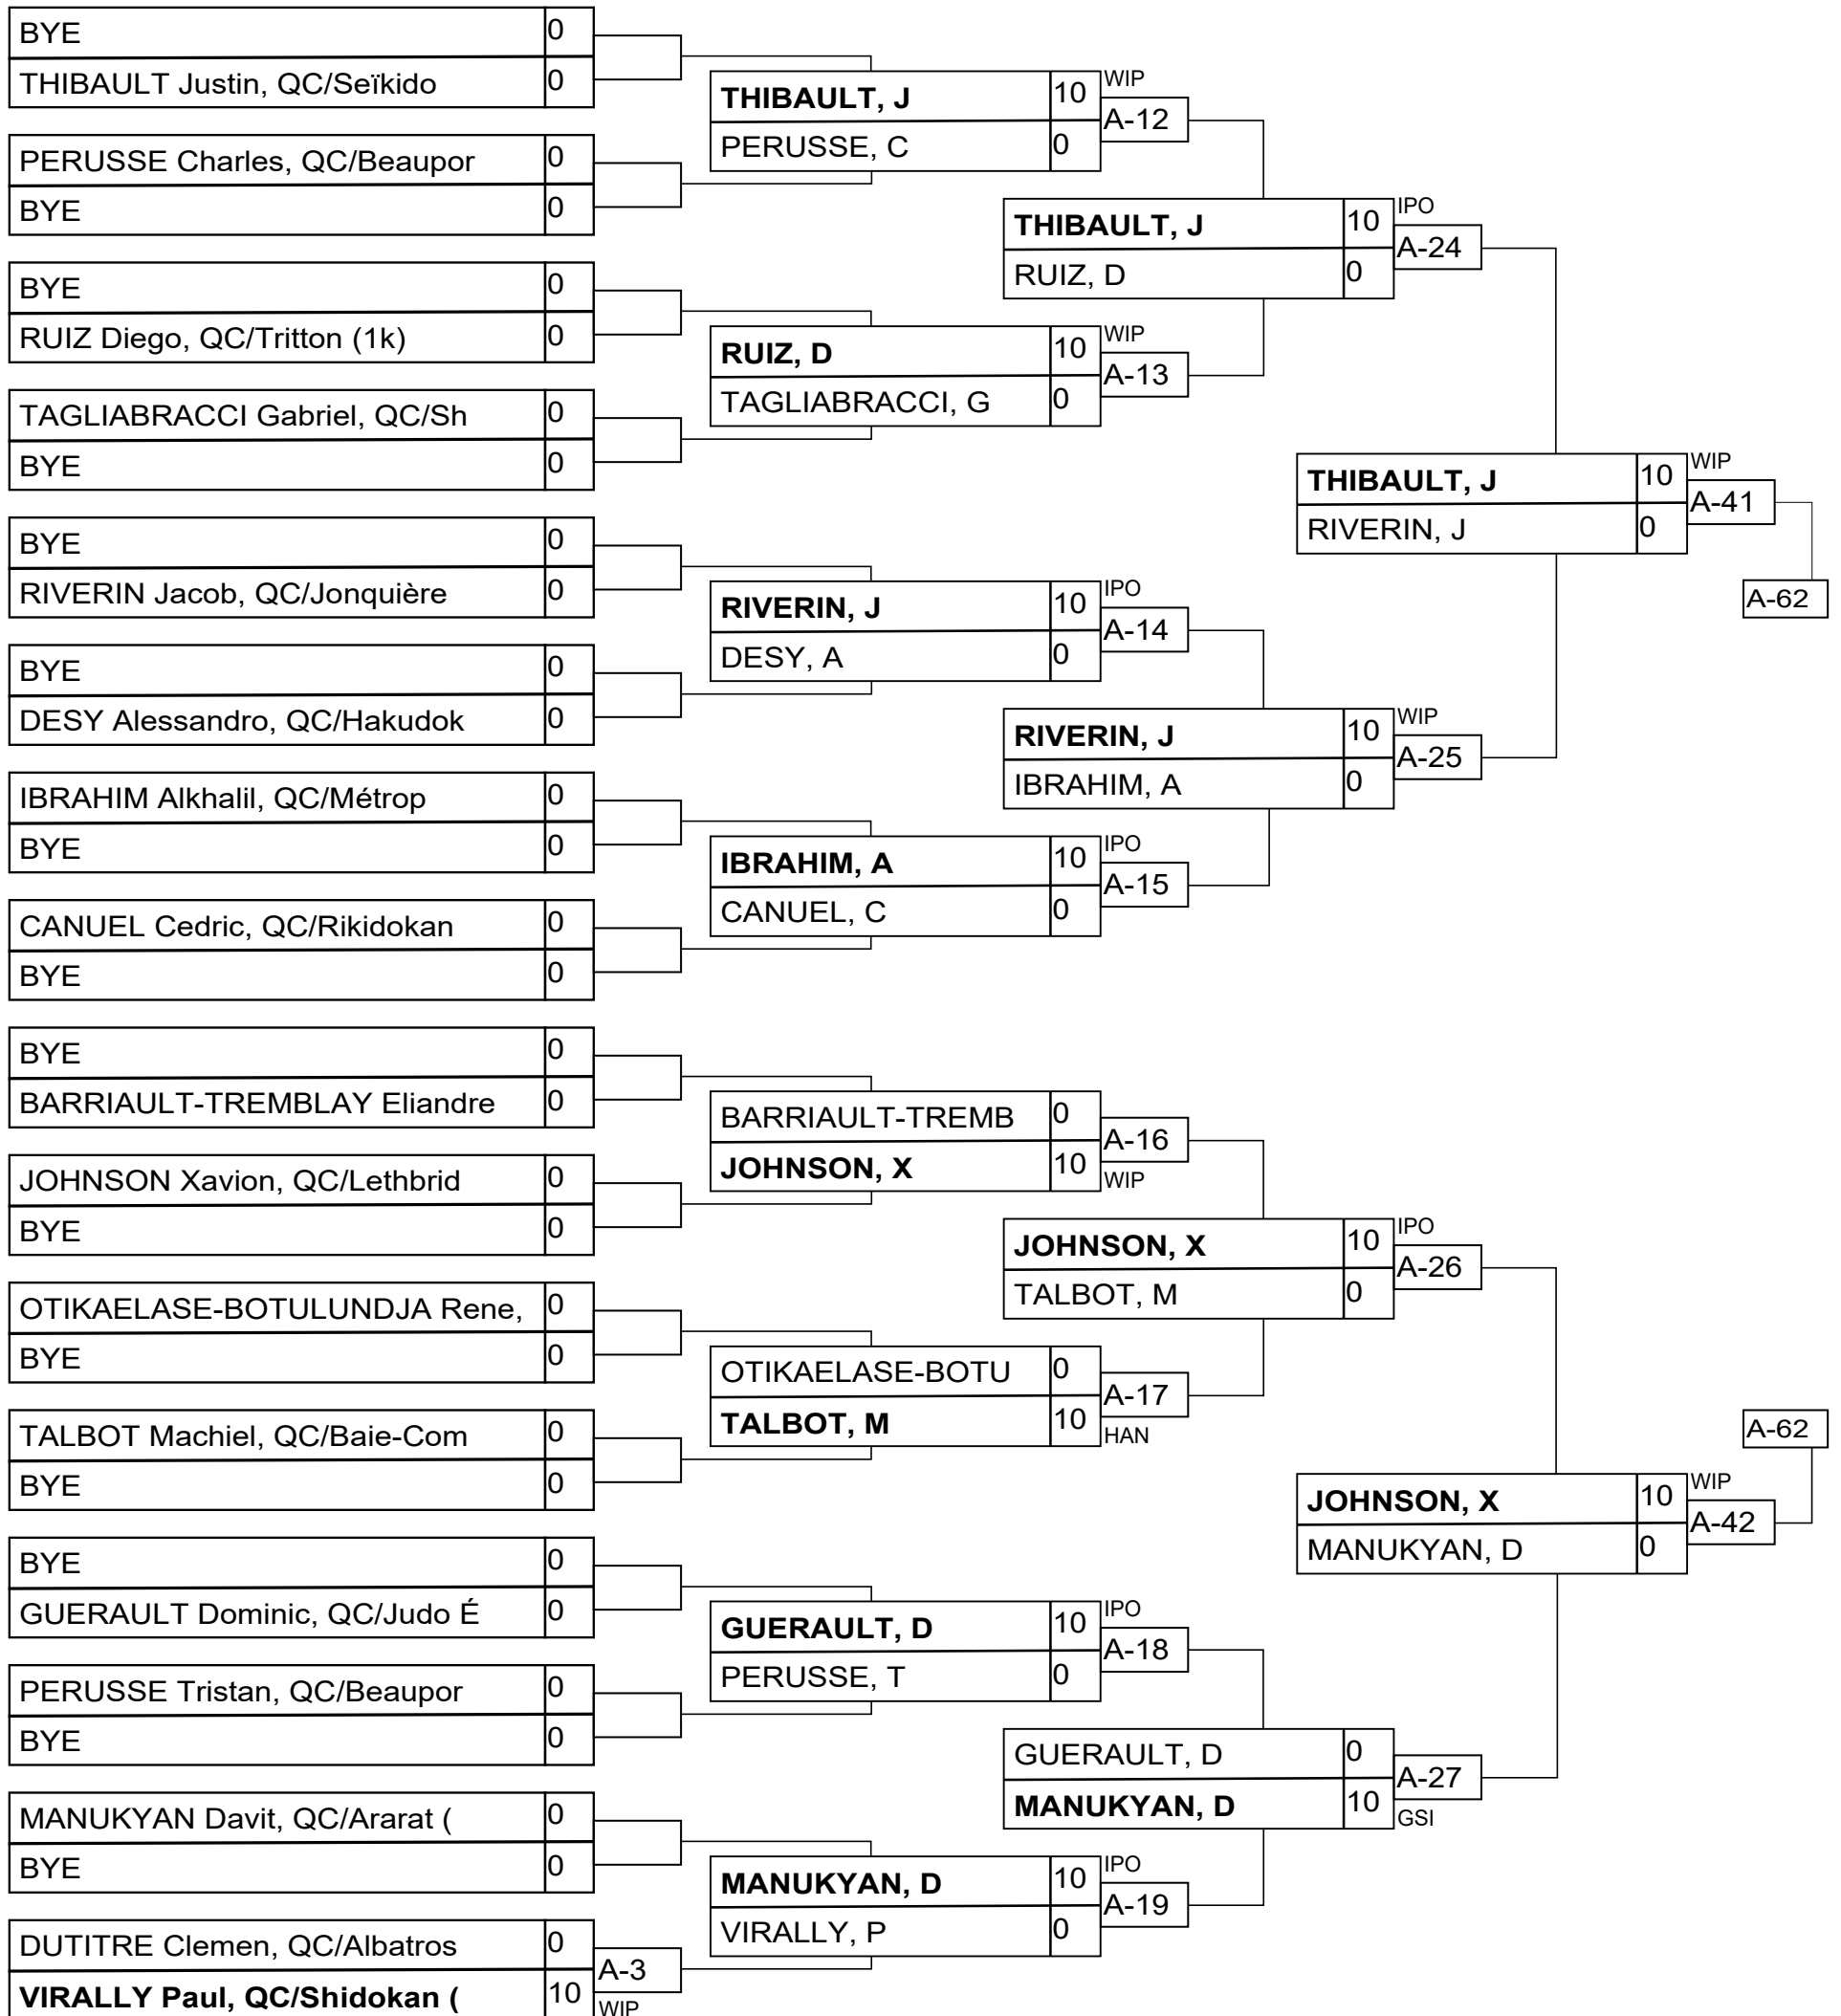 BYE 0
THIBAULT Justin, QC/Seïkido 0
PERUSSE Charles, QC/Beaupor 0
BYE 0
BYE 0
RUIZ Diego, QC/Tritton (1k) 0
TAGLIABRACCI Gabriel, QC/Sh 0
BYE 0
BYE 0
RIVERIN Jacob, QC/Jonquière 0
BYE 0
DESY Alessandro, QC/Hakudok 0
IBRAHIM Alkhalil, QC/Métrop 0
BYE 0
CANUEL Cedric, QC/Rikidokan 0
BYE 0
BYE 0
BARRIAULT-TREMBLAY Eliandre 0
JOHNSON Xavion, QC/Lethbrid 0
BYE 0
OTIKAELASE-BOTULUNDJA Rene, 0
BYE 0
TALBOT Machiel, QC/Baie-Com 0
BYE 0
BYE 0
GUERAULT Dominic, QC/Judo É 0
PERUSSE Tristan, QC/Beaupor 0
BYE 0
MANUKYAN Davit, QC/Ararat ( 0
BYE 0
DUTITRE Clemen, QC/Albatros 0
A-3
VIRALLY Paul, QC/Shidokan ( 10
WIP
THIBAULT, J 10 WIP
A-12
PERUSSE, C 0
RUIZ, D 10 WIP
A-13
TAGLIABRACCI, G 0
RIVERIN, J 10 IPO
A-14
DESY, A 0
IBRAHIM, A 10 IPO
A-15
CANUEL, C 0
BARRIAULT-TREMB 0
A-16
JOHNSON, X 10 WIP
OTIKAELASE-BOTU 0
A-17
TALBOT, M 10 HAN
GUERAULT, D 10 IPO
A-18
PERUSSE, T 0
MANUKYAN, D 10 IPO
A-19
VIRALLY, P 0
THIBAULT, J 10 IPO
A-24
RUIZ, D 0
RIVERIN, J 10 WIP
A-25
IBRAHIM, A 0
JOHNSON, X 10 IPO
A-26
TALBOT, M 0
GUERAULT, D 0
A-27
MANUKYAN, D 10 GSI
THIBAULT, J 10 WIP
A-41
RIVERIN, J 0
A-62
A-62
JOHNSON, X 10 WIP
A-42
MANUKYAN, D 0